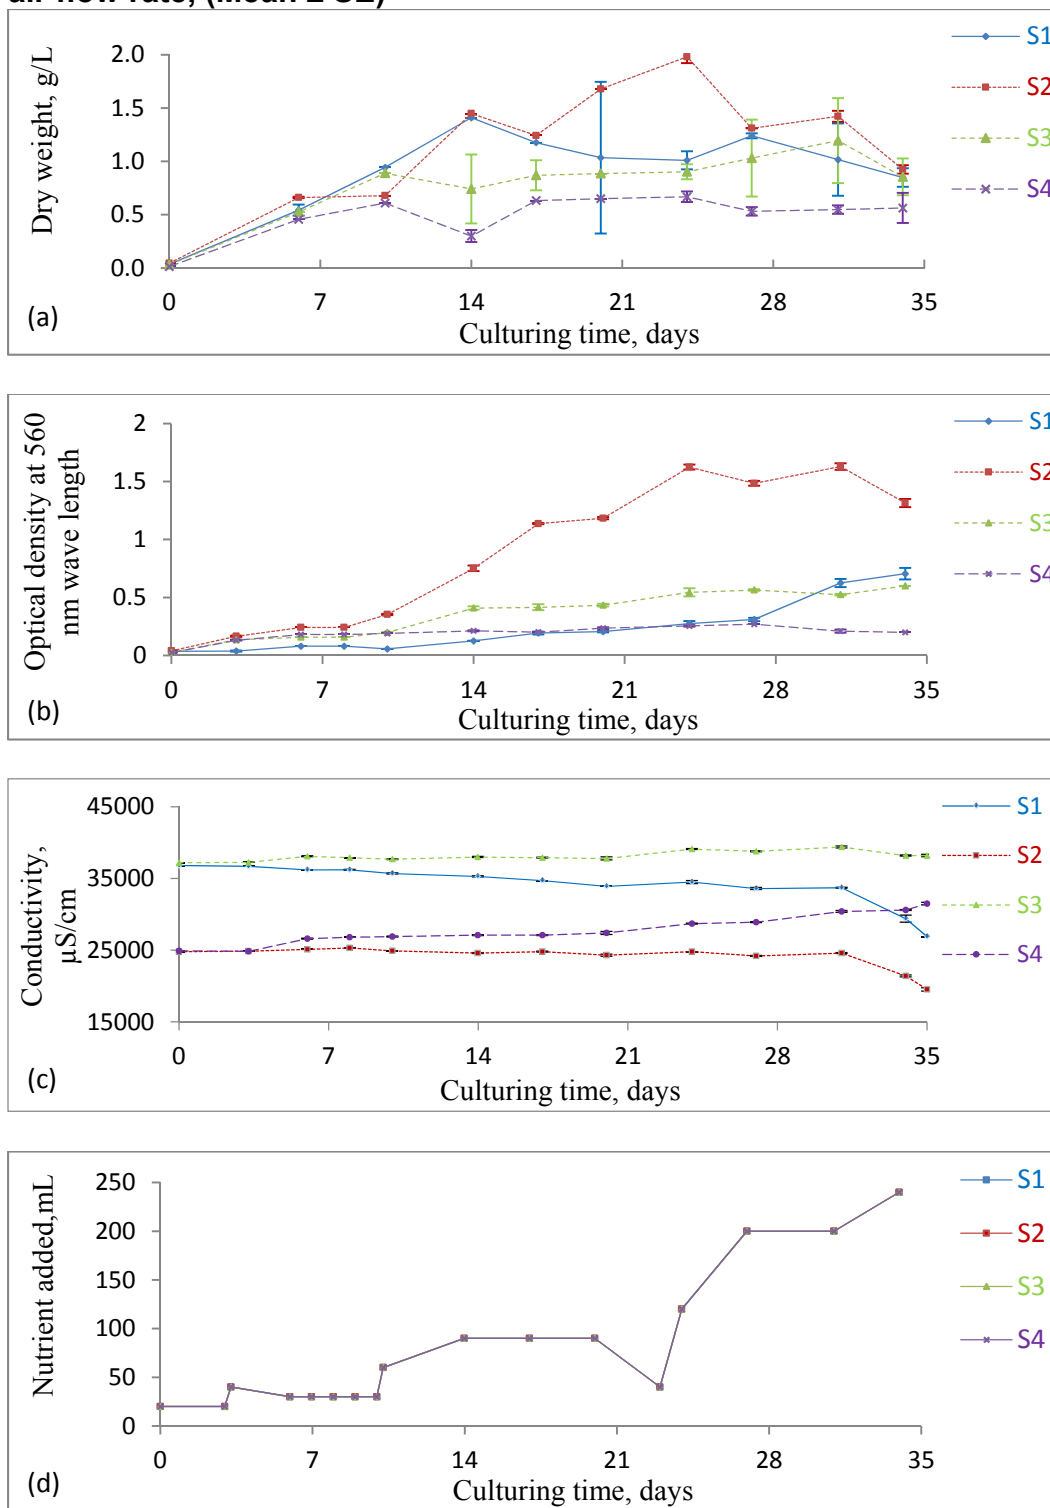 air flow rate, (Mean ± SE)
Dry weight, g/L
2.0
1.5
1.0
0.5
0.0
0 7 14 21 28 35
Culturing time, days
(a)
S1
S2
S3
S4
Optical density at 560
nm wave length
2
1.5
1
0.5
0
0 7 14 21 28 35
Culturing time, days
(b)
S1
S2
S3
S4
Conductivity,
µS/cm
45000
35000
25000
15000
0 7 14 21 28 35
Culturing time, days
(c)
S1
S2
S3
S4
Nutrient added,mL
250
200
150
100
50
0
0 7 14 21 28 35
Culturing time, days
(d)
S1
S2
S3
S4